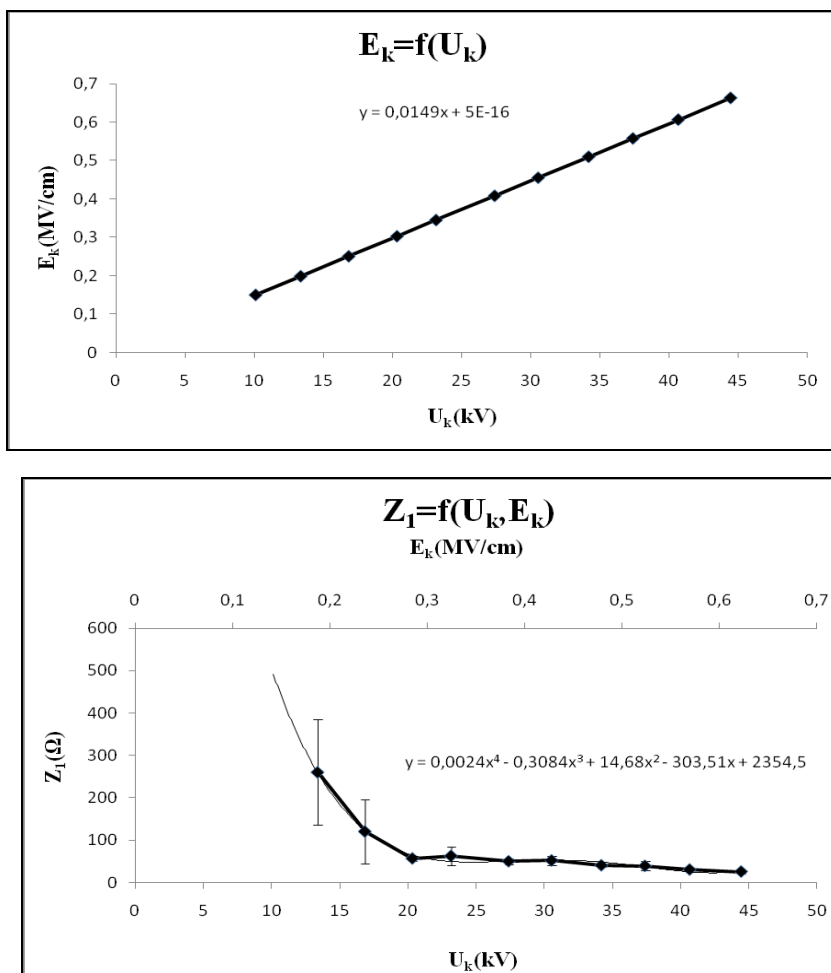 Eₖ=f(Uₖ)
y = 0,0149x + 5E-16
Eₖ(MV/cm)
0,7
0,6
0,5
0,4
0,3
0,2
0,1
0
0 5 10 15 20 25 30 35 40 45 50
Uₖ(kV)
Z₁=f(Uₖ,Eₖ)
Eₖ(MV/cm)
0 0,1 0,2 0,3 0,4 0,5 0,6 0,7
Z₁(Ω)
600
500
400
300
200
100
0
y = 0,0024x⁴ - 0,3084x³ + 14,68x² - 303,51x + 2354,5
0 5 10 15 20 25 30 35 40 45 50
Uₖ(kV)